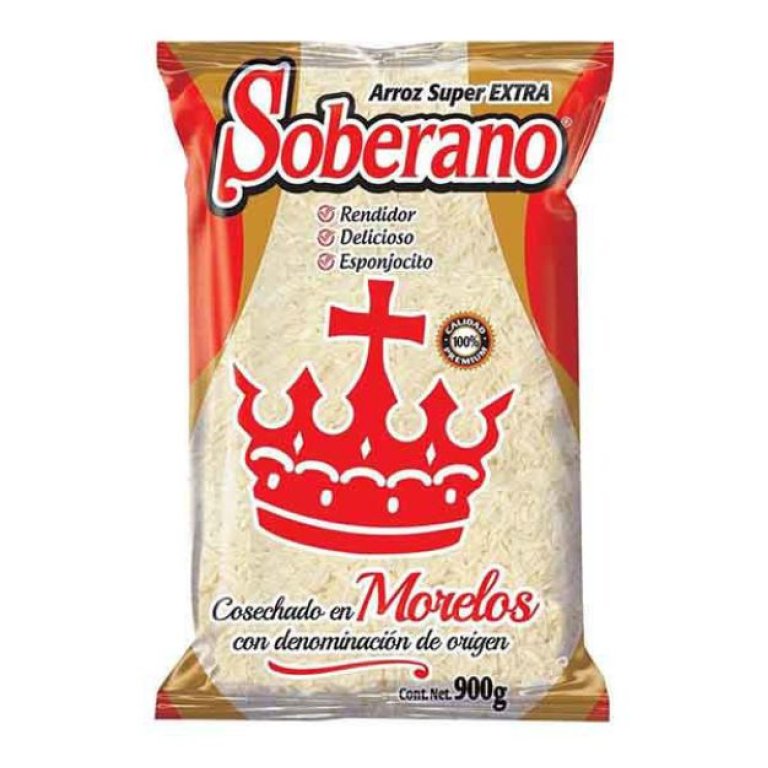 Arroz Super EXTRA
Soberano®
Rendidor
Delicioso
Esponjocito
CALIDAD
100%
PREMIUM
Cosechado en Morelos
con denominación de origen
Cont. Net. 900g